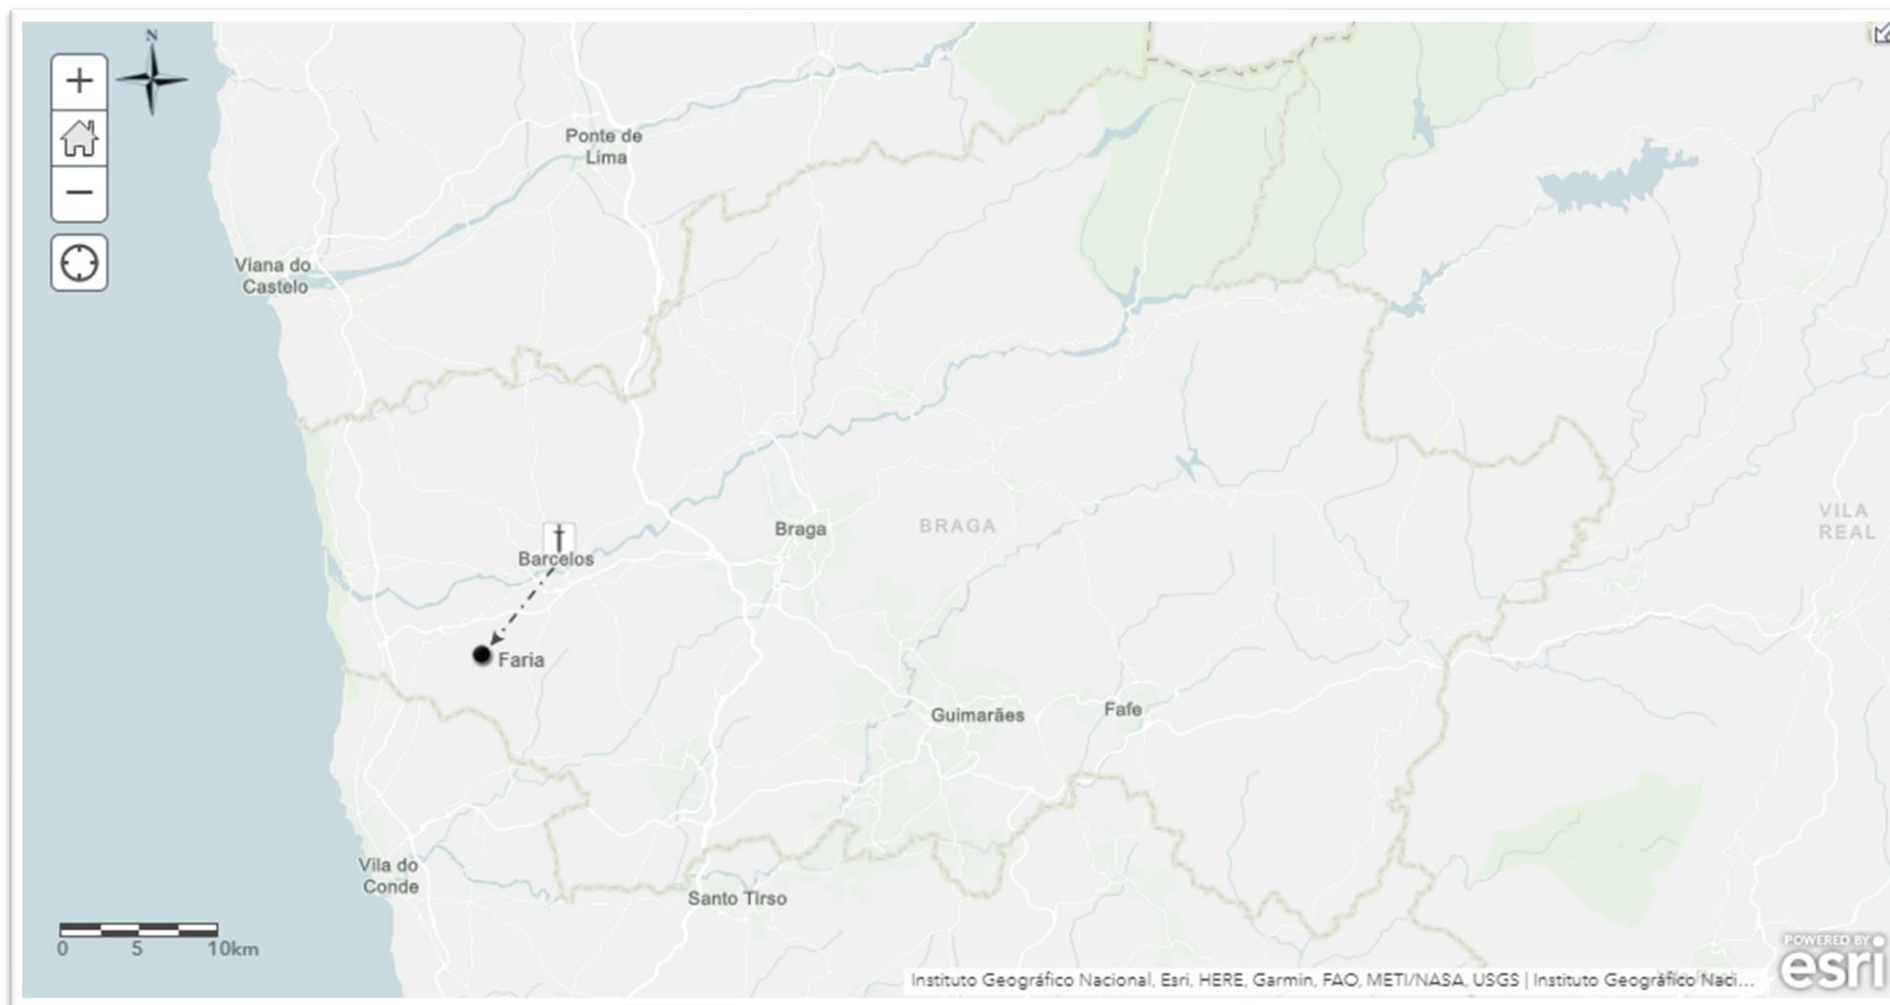 N
+
−
Ponte de
Lima
Viana do
Castelo
Braga
BRAGA
VILA
REAL
Barcelos
Faria
Guimarães
Fafe
Vila do
Conde
Santo Tirso
0 5 10km
POWERED BY
esri
Instituto Geográfico Nacional, Esri, HERE, Garmin, FAO, METI/NASA, USGS | Instituto Geográfico Naci...